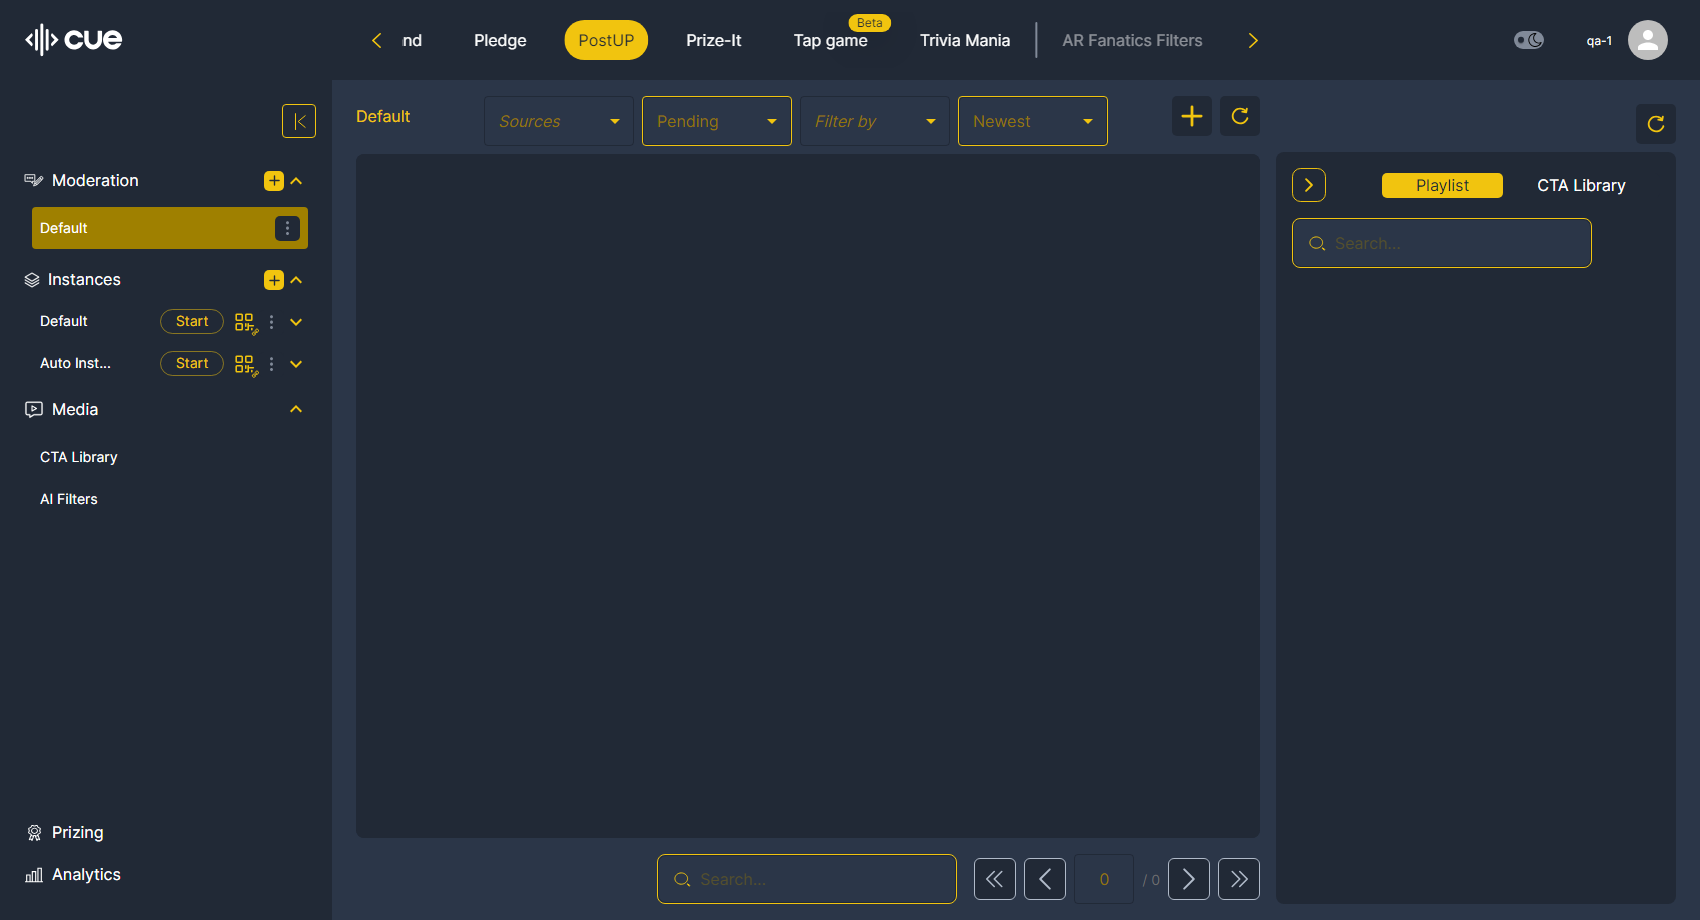 cue
nd
Pledge
PostUP
Prize-It
Tap game
Beta
Trivia Mania
AR Fanatics Filters
qa-1
Moderation
Default
Instances
Default
Start
Auto Inst...
Start
Media
CTA Library
AI Filters
Prizing
Analytics
Default
Sources
Pending
Filter by
Newest
Search...
0
/ 0
Playlist
CTA Library
Search...